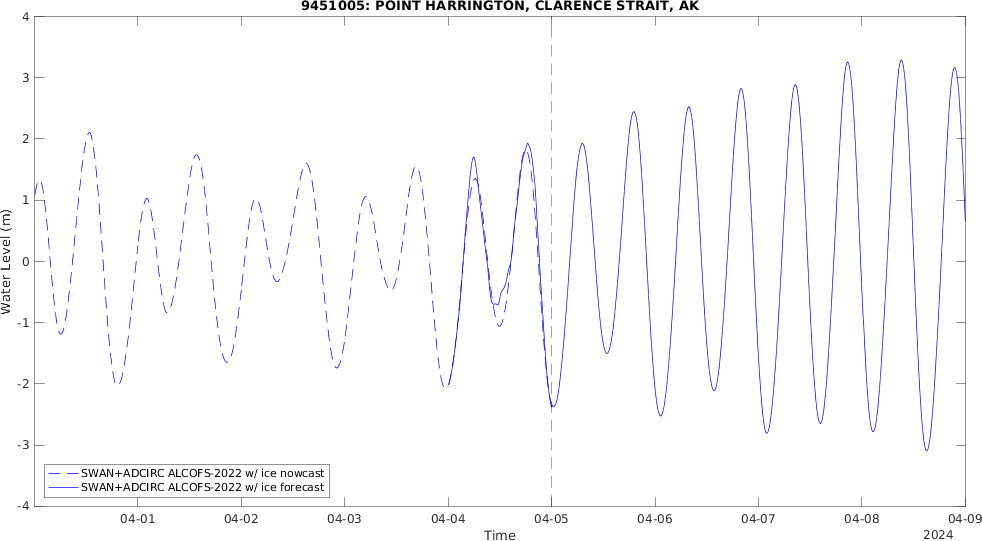 9451005: POINT HARRINGTON, CLARENCE STRAIT, AK
4
3
2
1
0
-1
-2
-3
-4
Water Level (m)
SWAN+ADCIRC ALCOFS-2022 w/ ice nowcast
SWAN+ADCIRC ALCOFS-2022 w/ ice forecast
04-01 04-02 04-03 04-04 04-05 04-06 04-07 04-08 04-09
Time
2024